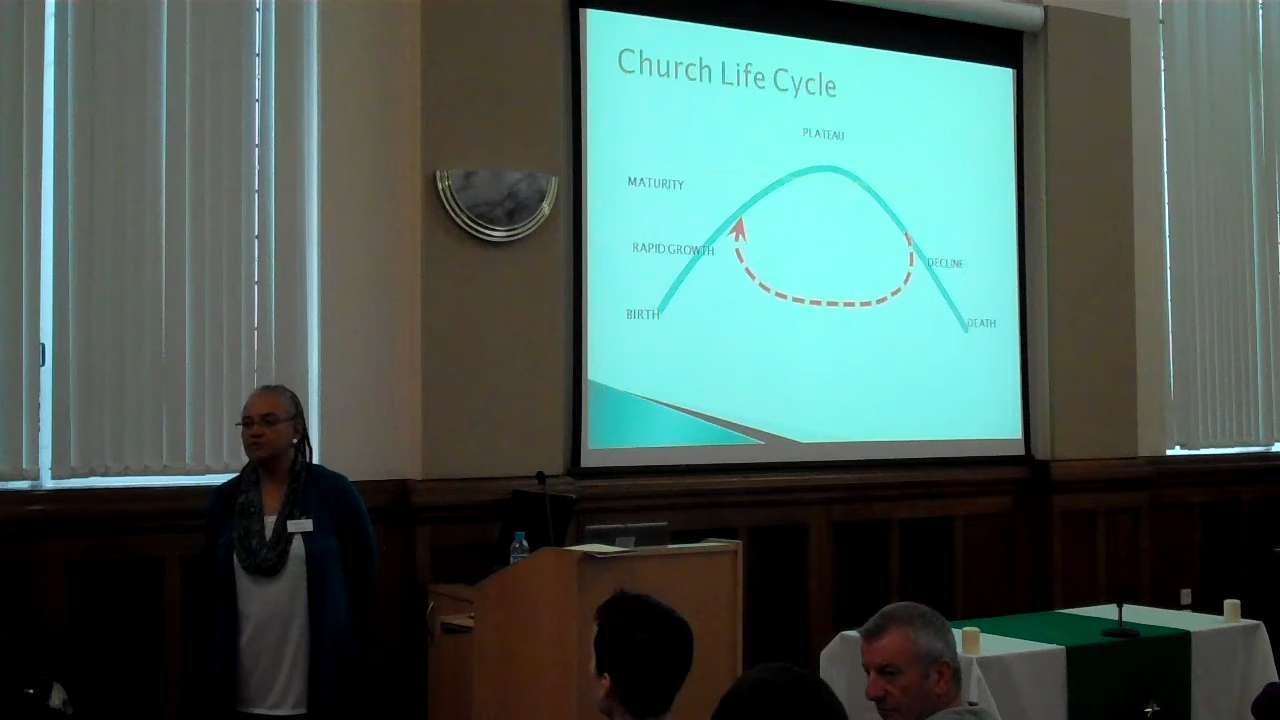 Church Life Cycle
PLATEAU
MATURITY
RAPID GROWTH
DECLINE
BIRTH
DEATH